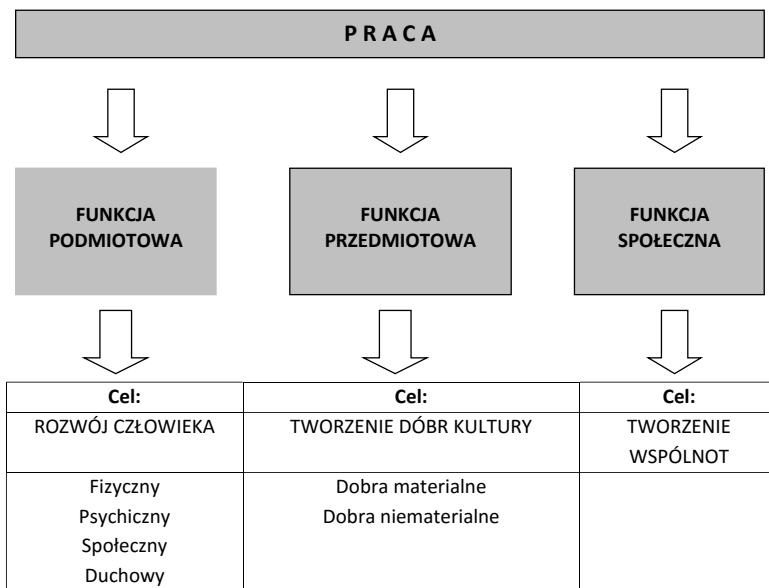 P R A C A
FUNKCJA
PODMIOTOWA
FUNKCJA
PRZEDMIOTOWA
FUNKCJA
SPOŁECZNA
Cel:
Cel:
Cel:
ROZWÓJ CZŁOWIEKA
TWORZENIE DÓBR KULTURY
TWORZENIE
WSPÓLNOT
Fizyczny
Psychiczny
Społeczny
Duchowy
Dobra materialne
Dobra niematerialne